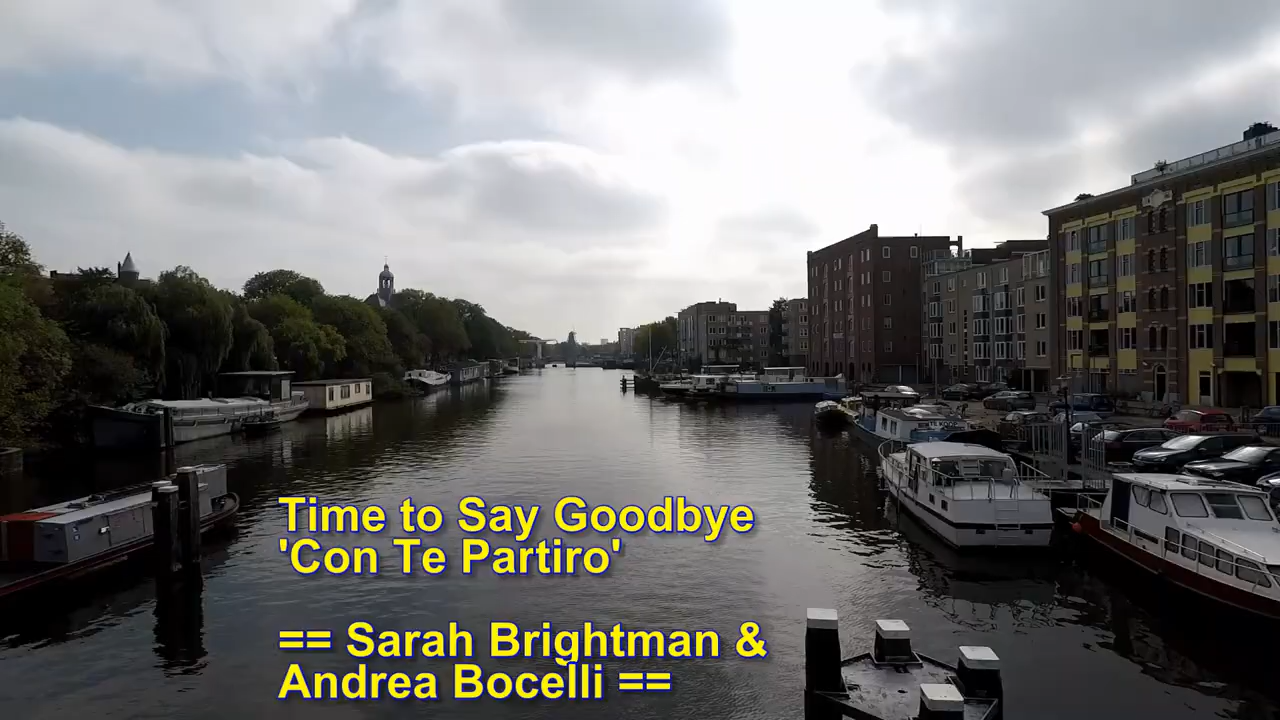 Time to Say Goodbye
'Con Te Partiro'
== Sarah Brightman &
Andrea Bocelli ==